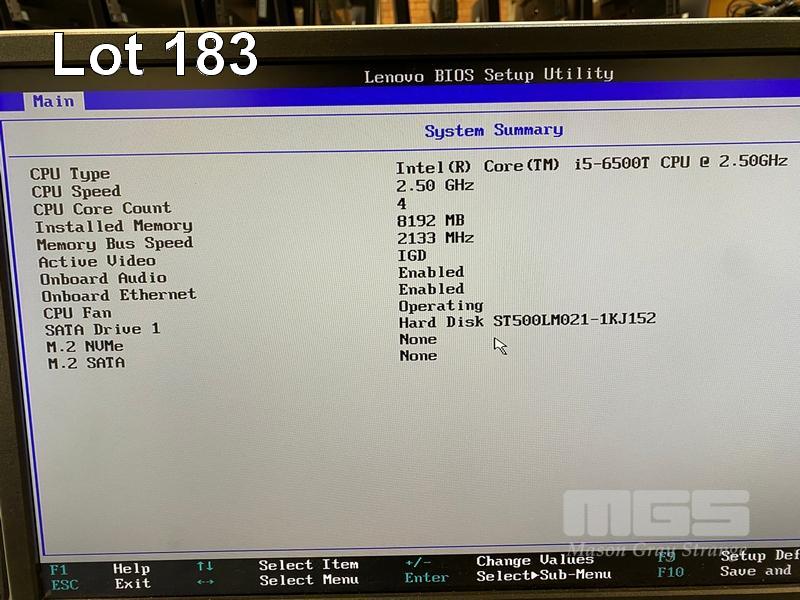 Lot 183
Lenovo BIOS Setup Utility
Main
System Summary
CPU Type Intel(R) Core(TM) i5-6500T CPU @ 2.50GHz
CPU Speed 2.50 GHz
CPU Core Count 4
Installed Memory 8192 MB
Memory Bus Speed 2133 MHz
Active Video IGD
Onboard Audio Enabled
Onboard Ethernet Enabled
CPU Fan Operating
SATA Drive 1 Hard Disk ST500LM021-1KJ152
M.2 NVMe None
M.2 SATA None
MGS
Mason Gray Strange
F1 Help ↑↓ Select Item +/- Change Values F9 Setup Def
ESC Exit ←→ Select Menu Enter Select▶Sub-Menu F10 Save and